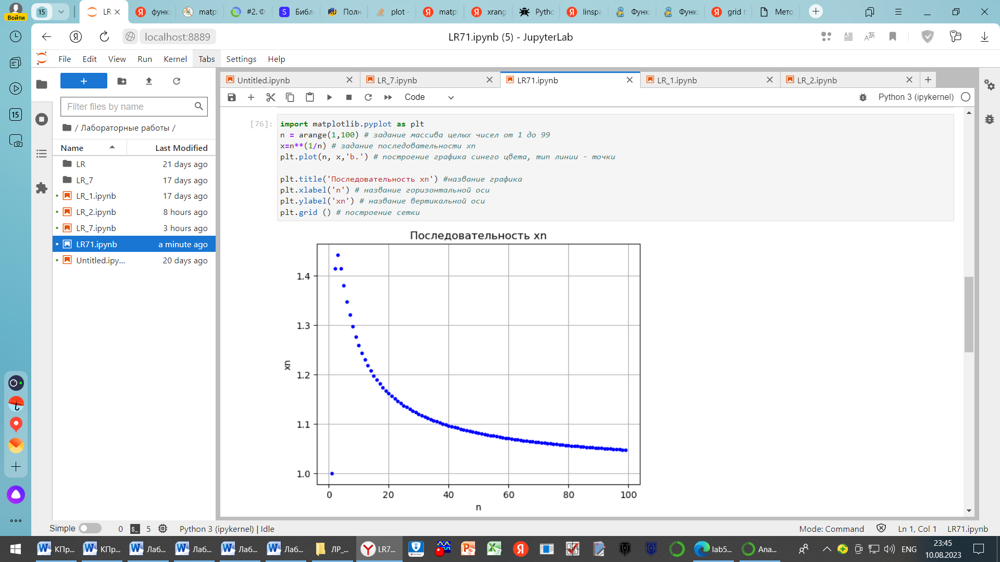 Войти
15
LR
функ
matp
#2. Ф
Библ
Полн
plot -
matp
xrang
Pytho
linspa
Функ
Функ
grid г
Мето
localhost:8889
LR71.ipynb (5) - JupyterLab
File Edit View Run Kernel Tabs Settings Help
15
Filter files by name
/ Лабораторные работы /
Name Last Modified
LR 21 days ago
LR_7 17 days ago
LR_1.ipynb 17 days ago
LR_2.ipynb 8 hours ago
LR_7.ipynb 3 hours ago
LR71.ipynb a minute ago
Untitled.ipy... 20 days ago
Untitled.ipynb LR_7.ipynb LR71.ipynb LR_1.ipynb LR_2.ipynb
Code Python 3 (ipykernel)
[76]: import matplotlib.pyplot as plt
n = arange(1,100) # задание массива целых чисел от 1 до 99
x=n**(1/n) # задание последовательности xn
plt.plot(n, x,'b.') # построение графика синего цвета, тип линии - точки
plt.title('Последовательность xn') #название графика
plt.xlabel('n') # название горизонтальной оси
plt.ylabel('xn') # название вертикальной оси
plt.grid () # построение сетки
Последовательность xn
1.4
1.3
1.2
1.1
1.0
xn
0 20 40 60 80 100
n
Simple 0 5 Python 3 (ipykernel) | Idle Mode: Command Ln 1, Col 1 LR71.ipynb
КПр... КПр... Лаб... Лаб... Лаб... Лаб... ЛР_... LR7... lab5... Ana... ENG
23:45
10.08.2023